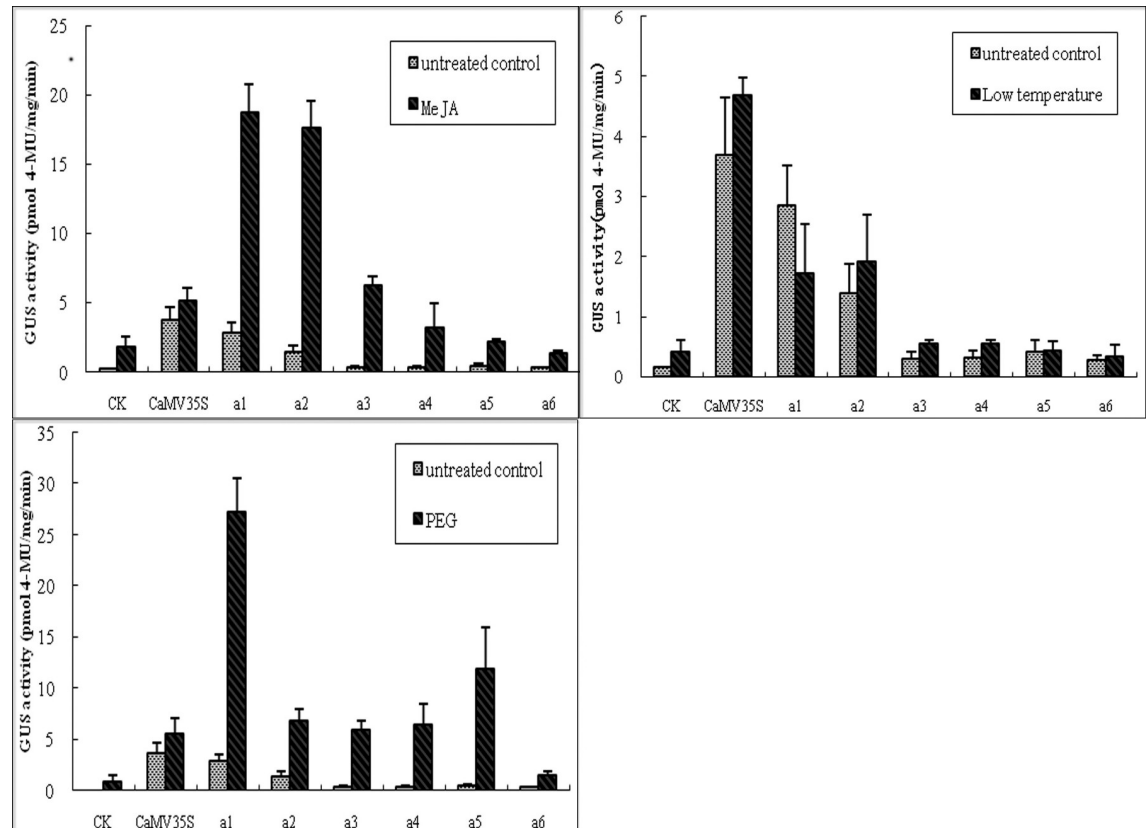 GUS activity (pmol 4-MU/mg/min)
25
20
15
10
5
0
untreated control
MeJA
CK CaMV35S a1 a2 a3 a4 a5 a6
GUS activity(pmol 4-MU/mg/min)
6
5
4
3
2
1
0
untreated control
Low temperature
CK CaMV35S a1 a2 a3 a4 a5 a6
GUS activity (pmol 4-MU/mg/min)
35
30
25
20
15
10
5
0
untreated control
PEG
CK CaMV35S a1 a2 a3 a4 a5 a6